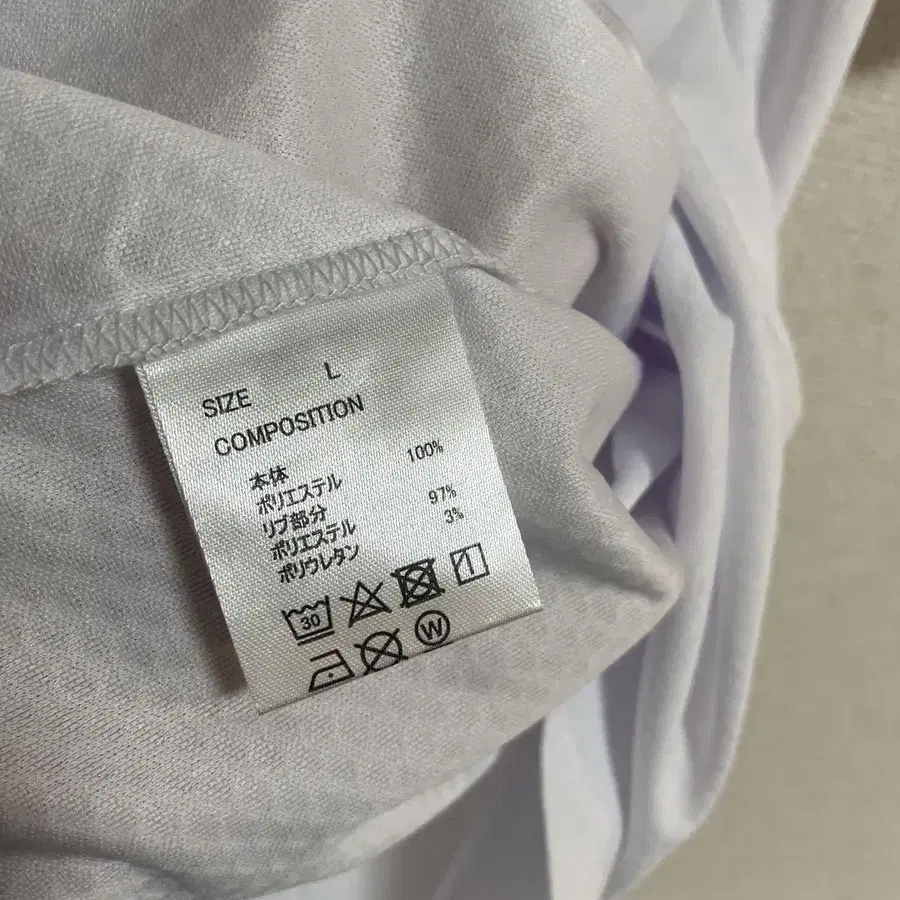 SIZE L
COMPOSITION
本体
ポリエステル 100%
リブ部分
ポリエステル 97%
ポリウレタン 3%
30
W